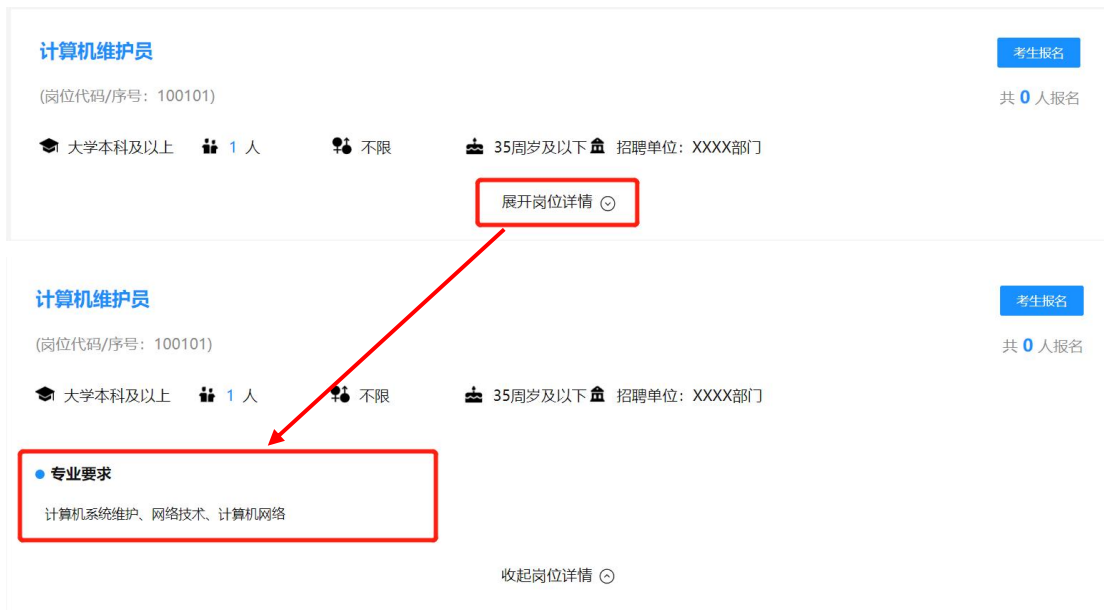 计算机维护员
考生报名
(岗位代码/序号：100101)
共 0 人报名
大学本科及以上 1 人 不限 35周岁及以下 招聘单位：XXXX部门
展开岗位详情
计算机维护员
考生报名
(岗位代码/序号：100101)
共 0 人报名
大学本科及以上 1 人 不限 35周岁及以下 招聘单位：XXXX部门
专业要求
计算机系统维护、网络技术、计算机网络
收起岗位详情